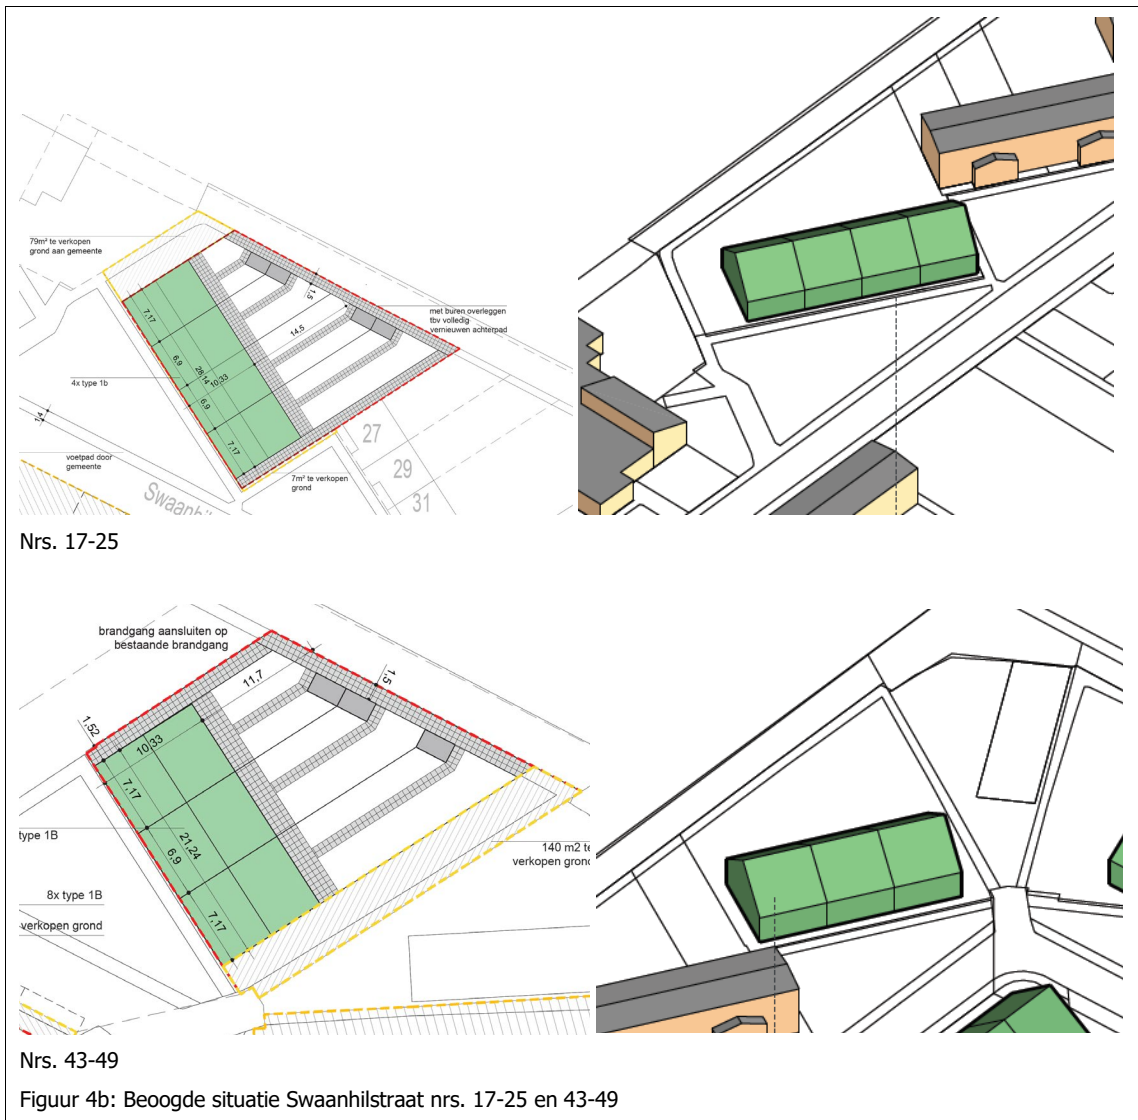 79m² te verkopen
grond aan gemeente
7,17
6,9
28,14
10,33
6,9
7,17
14,5
1,5
met buren overleggen
tbv volledig
vernieuwen achterpad
4x type 1b
1,4
voetpad door
gemeente
7m² te verkopen
grond
27
29
31
Swaanhil
Nrs. 17-25
brandgang aansluiten op
bestaande brandgang
11,7
1,5
1,52
10,33
7,17
21,24
6,9
7,17
type 1B
8x type 1B
verkopen grond
140 m2 te
verkopen grond
Nrs. 43-49
Figuur 4b: Beoogde situatie Swaanhilstraat nrs. 17-25 en 43-49